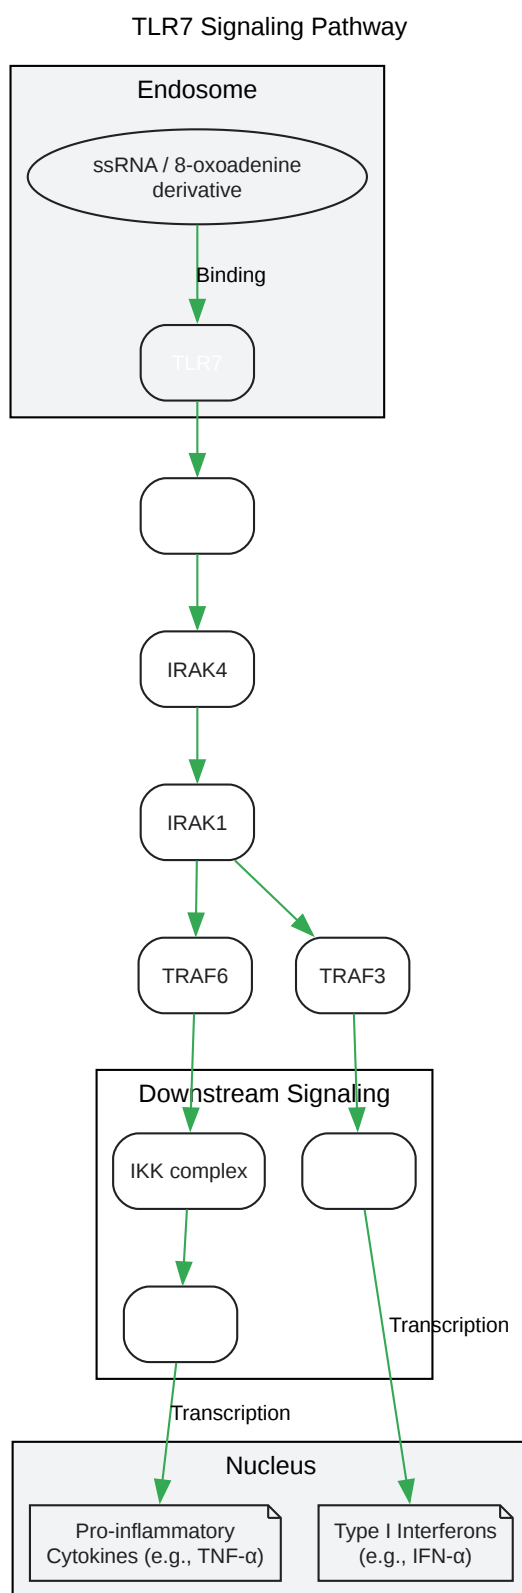 TLR7 Signaling Pathway
Endosome
ssRNA / 8-oxoadenine
derivative
Binding
TLR7
IRAK4
IRAK1
TRAF6
TRAF3
Downstream Signaling
IKK complex
Transcription
Transcription
Nucleus
Pro-inflammatory
Cytokines (e.g., TNF-α)
Type I Interferons
(e.g., IFN-α)